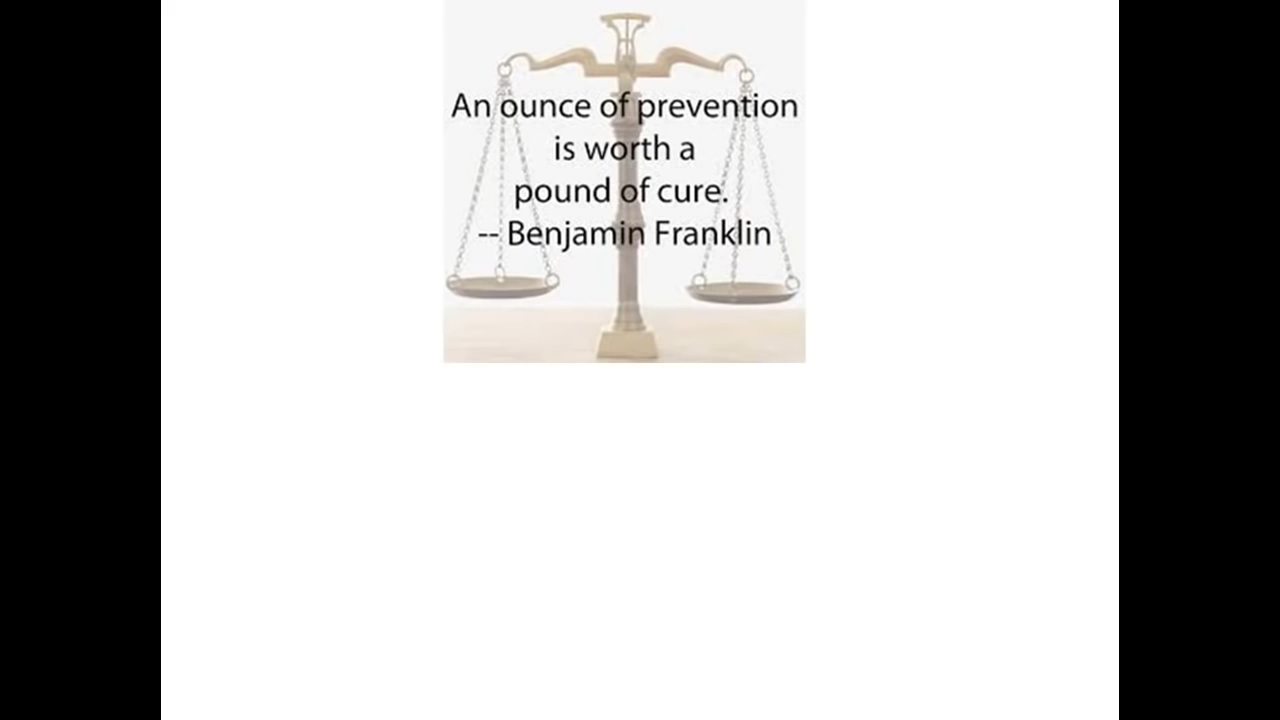 An ounce of prevention
is worth a
pound of cure.
-- Benjamin Franklin